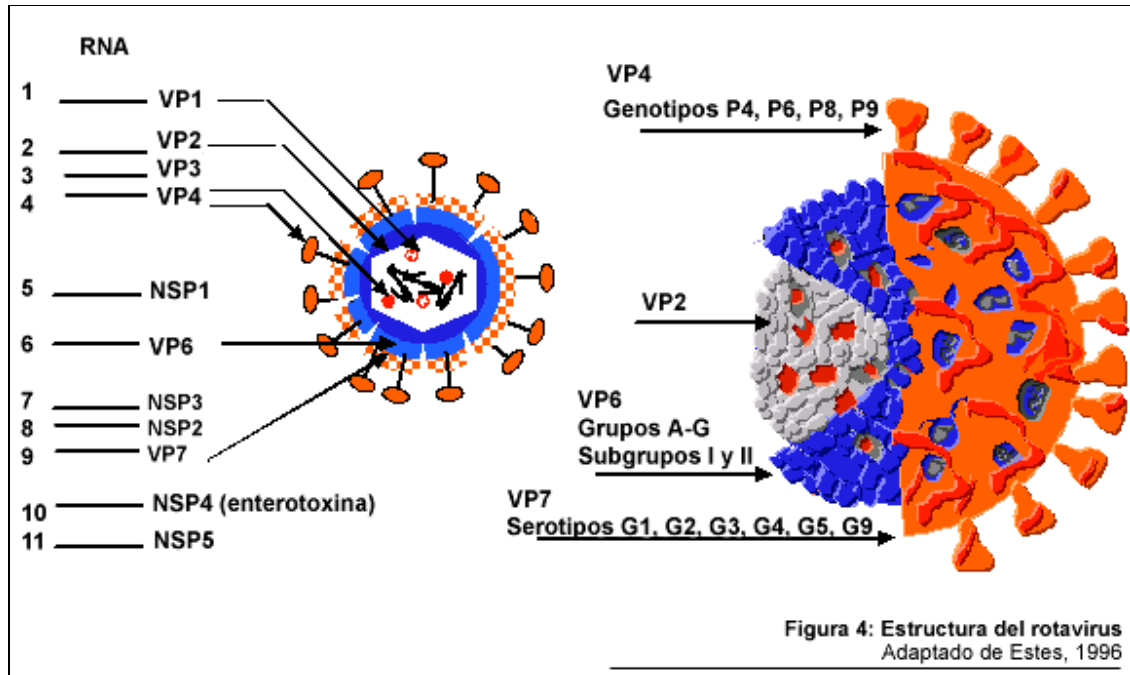 RNA
1 VP1
2 VP2
3 VP3
4 VP4
5 NSP1
6 VP6
7 NSP3
8 NSP2
9 VP7
10 NSP4 (enterotoxina)
11 NSP5
VP4
Genotipos P4, P6, P8, P9
VP2
VP6
Grupos A-G
Subgrupos I y II
VP7
Serotipos G1, G2, G3, G4, G5, G9
Figura 4: Estructura del rotavirus
Adaptado de Estes, 1996